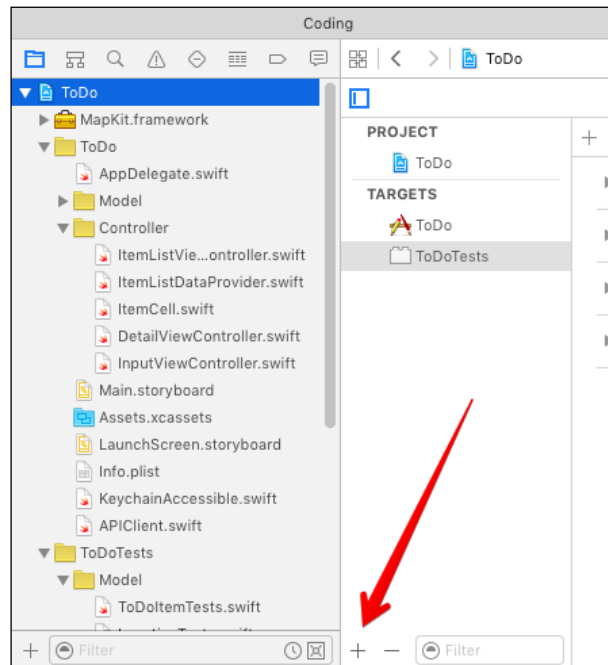 Coding
ToDo
ToDo
MapKit.framework
ToDo
AppDelegate.swift
Model
Controller
ItemListVie...ontroller.swift
ItemListDataProvider.swift
ItemCell.swift
DetailViewController.swift
InputViewController.swift
Main.storyboard
Assets.xcassets
LaunchScreen.storyboard
Info.plist
KeychainAccessible.swift
APIClient.swift
ToDoTests
Model
ToDoItemTests.swift
Filter
PROJECT
ToDo
TARGETS
ToDo
ToDoTests
Filter